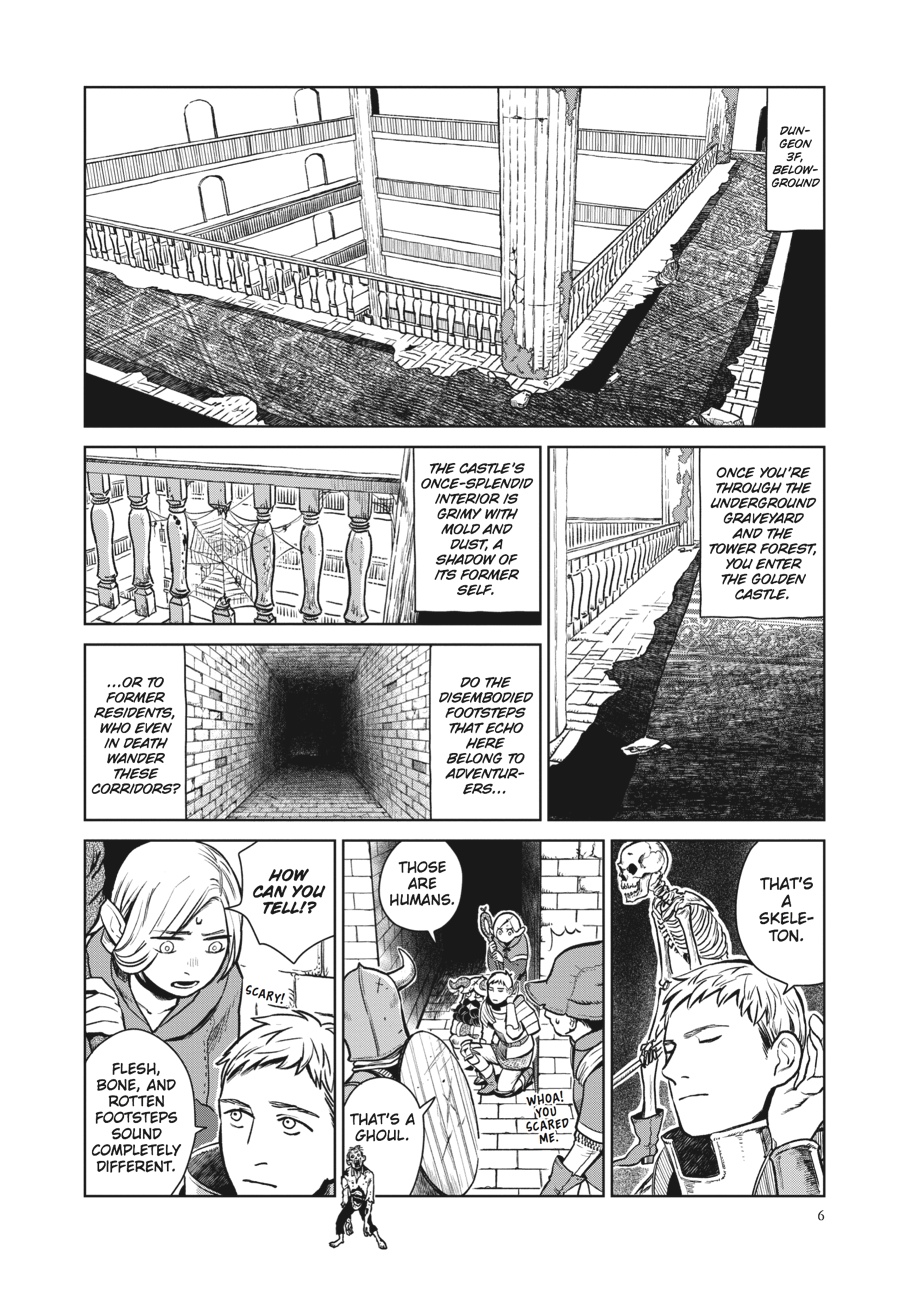 DUN-
GEON
3F,
BELOW-
GROUND
ONCE YOU'RE
THROUGH THE
UNDERGROUND
GRAVEYARD
AND THE
TOWER FOREST,
YOU ENTER
THE GOLDEN
CASTLE.
THE CASTLE'S
ONCE-SPLENDID
INTERIOR IS
GRIMY WITH
MOLD AND
DUST, A
SHADOW OF
ITS FORMER
SELF.
DO THE
DISEMBODIED
FOOTSTEPS
THAT ECHO
HERE
BELONG TO
ADVENTUR-
ERS...
...OR TO
FORMER
RESIDENTS,
WHO EVEN
IN DEATH
WANDER
THESE
CORRIDORS?
THAT'S
A
SKELE-
TON.
THOSE
ARE
HUMANS.
WHOA!
YOU
SCARED
ME.
THAT'S A
GHOUL.
HOW
CAN YOU
TELL!?
SCARY!
FLESH,
BONE, AND
ROTTEN
FOOTSTEPS
SOUND
COMPLETELY
DIFFERENT.
6